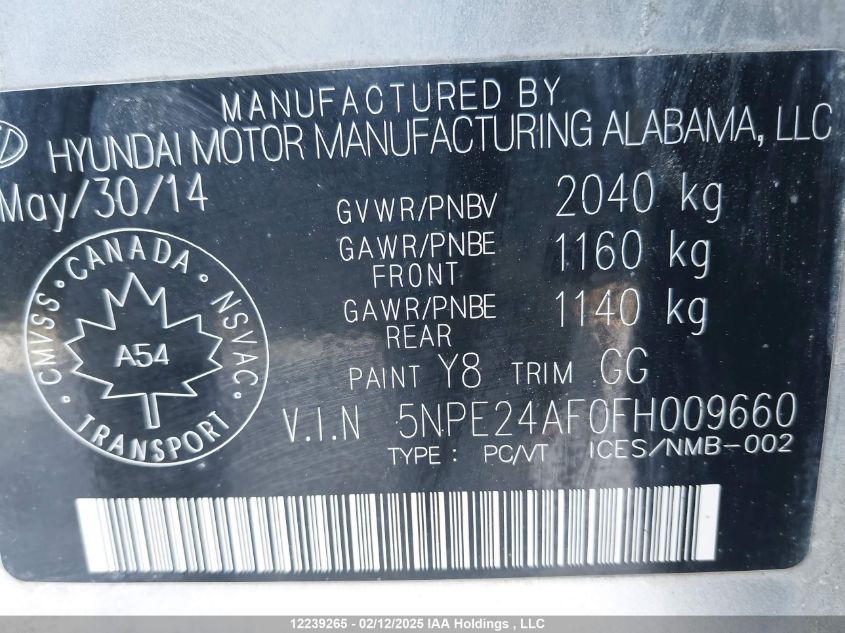 MANUFACTURED BY
HYUNDAI MOTOR MANUFACTURING ALABAMA, LLC
May/30/14
GVWR/PNBV 2040 kg
GAWR/PNBE FRONT 1160 kg
GAWR/PNBE REAR 1140 kg
PAINT Y8 TRIM GG
V.I.N 5NPE24AF0FH009660
TYPE : PC/VT ICES/NMB-002
CANADA
CMVSS • NSVAC
A54
TRANSPORT
12239265 - 02/12/2025 IAA Holdings , LLC